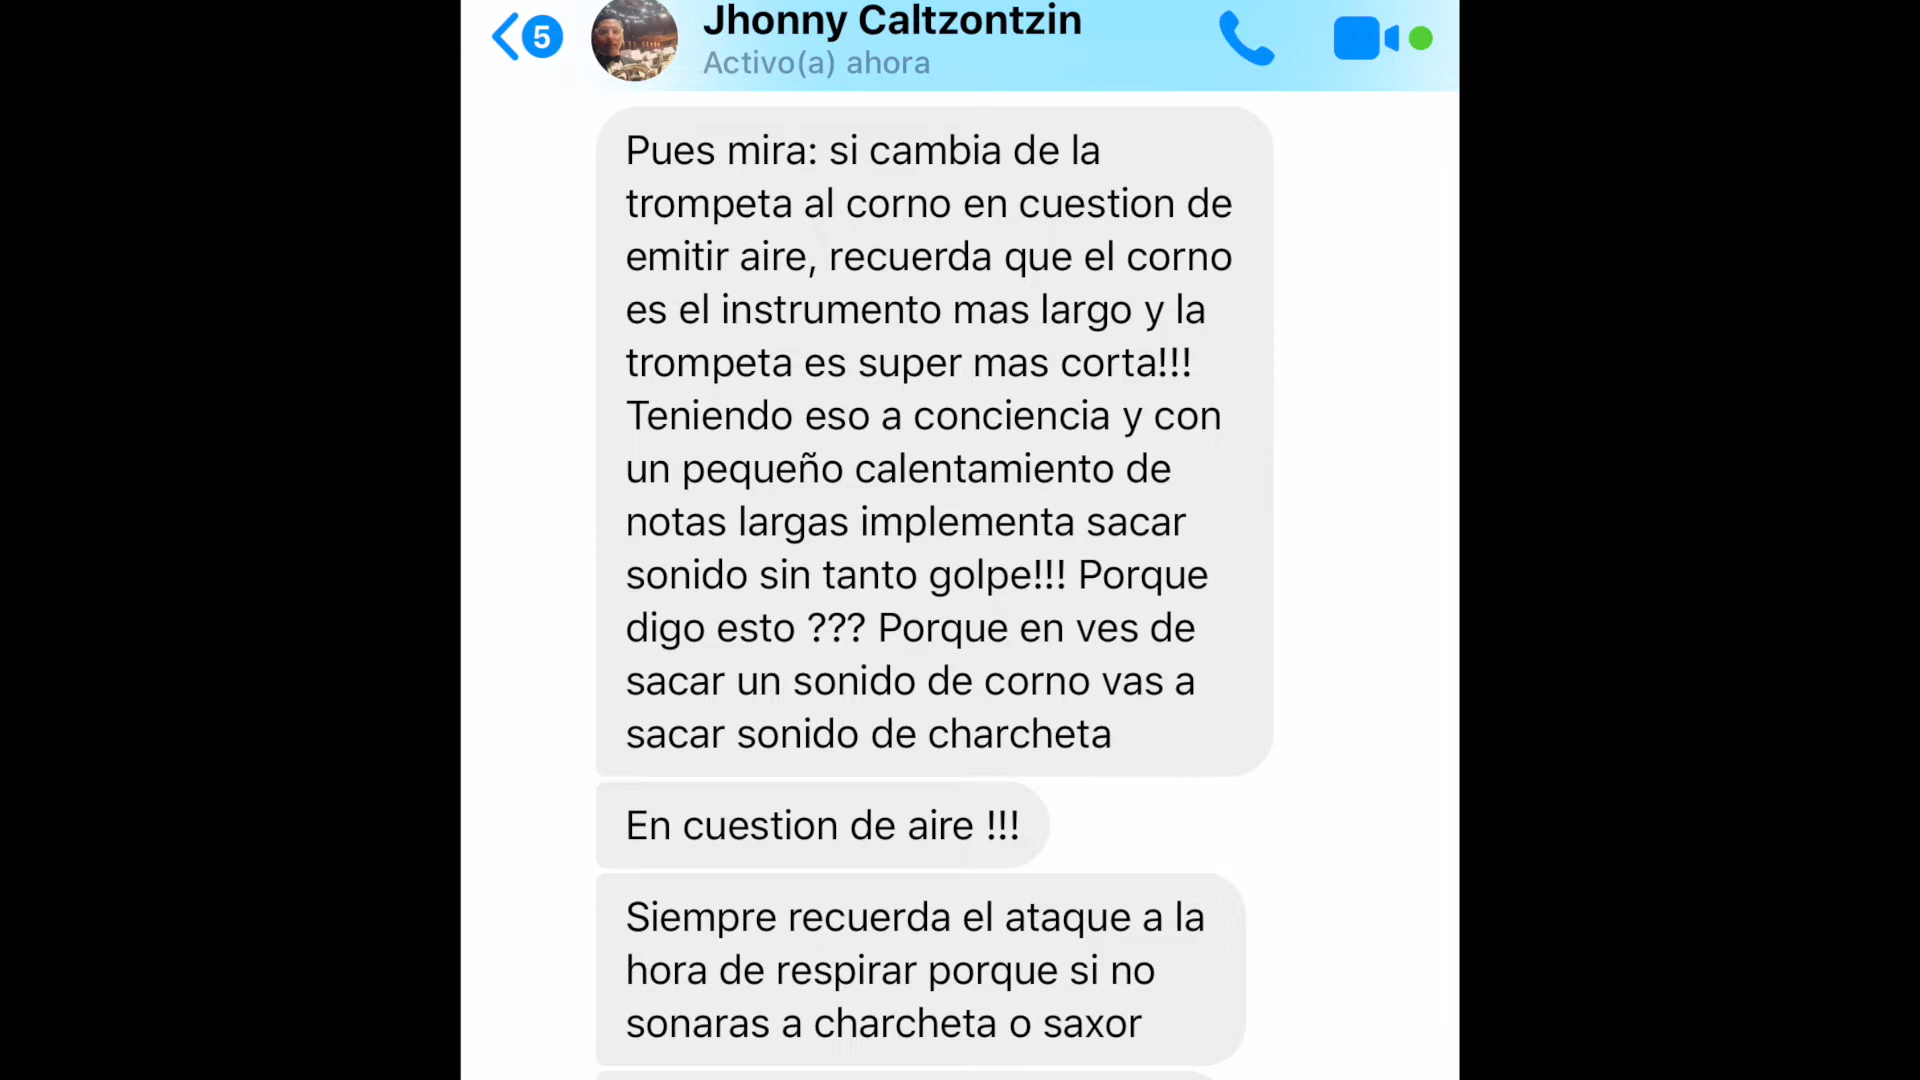 5
Jhonny Caltzontzin
Activo(a) ahora
Pues mira: si cambia de la
trompeta al corno en cuestion de
emitir aire, recuerda que el corno
es el instrumento mas largo y la
trompeta es super mas corta!!!
Teniendo eso a conciencia y con
un pequeño calentamiento de
notas largas implementa sacar
sonido sin tanto golpe!!! Porque
digo esto ??? Porque en ves de
sacar un sonido de corno vas a
sacar sonido de charcheta
En cuestion de aire !!!
Siempre recuerda el ataque a la
hora de respirar porque si no
sonaras a charcheta o saxor